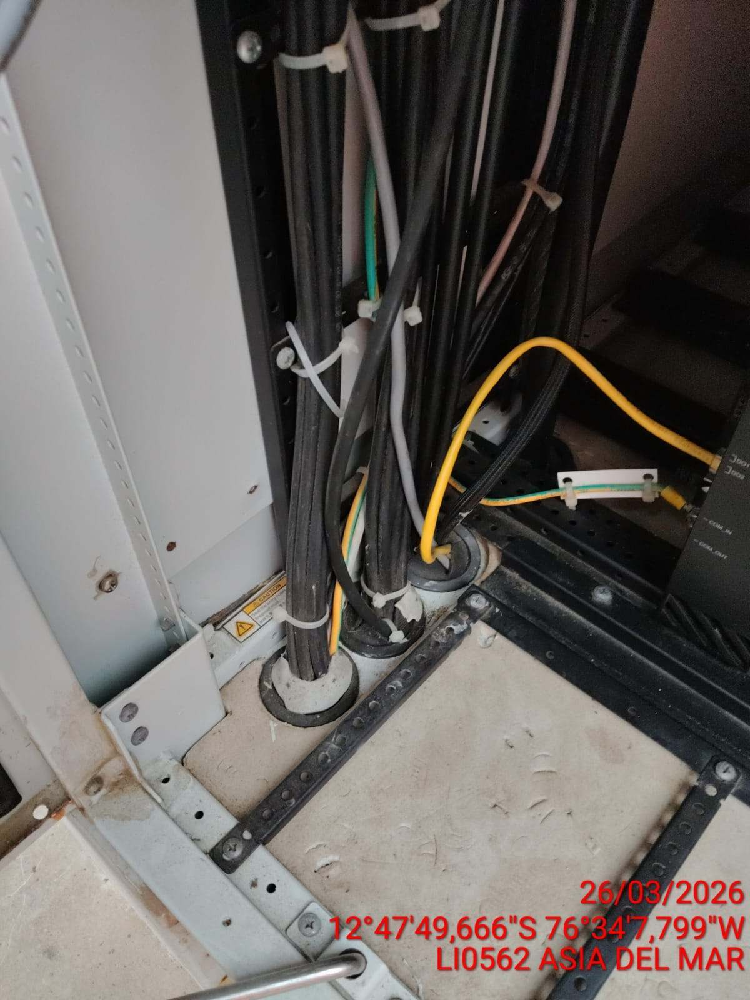 CAUTION
COM_IN
COM_OUT
26/03/2026
12°47'49,666"S 76°34'7,799"W
LI0562 ASIA DEL MAR